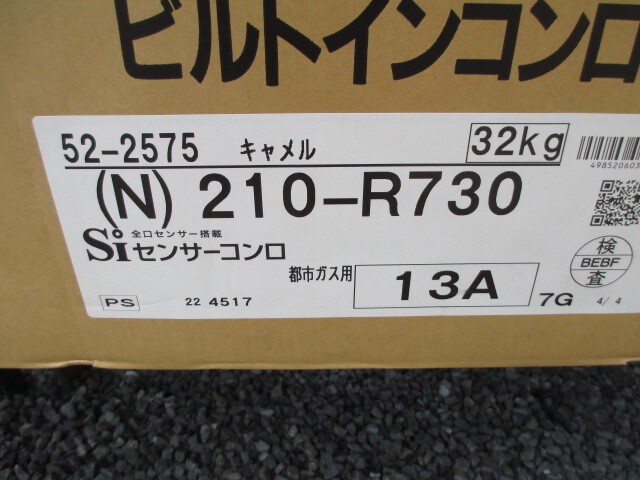 ビルトインコンロ
52-2575 キャメル 32kg
4985206035
(N) 210-R730
Si 全口センサー搭載
センサーコンロ
検
BEBF
査
都市ガス用 13A 7G 4/ 4
PS 22 4517